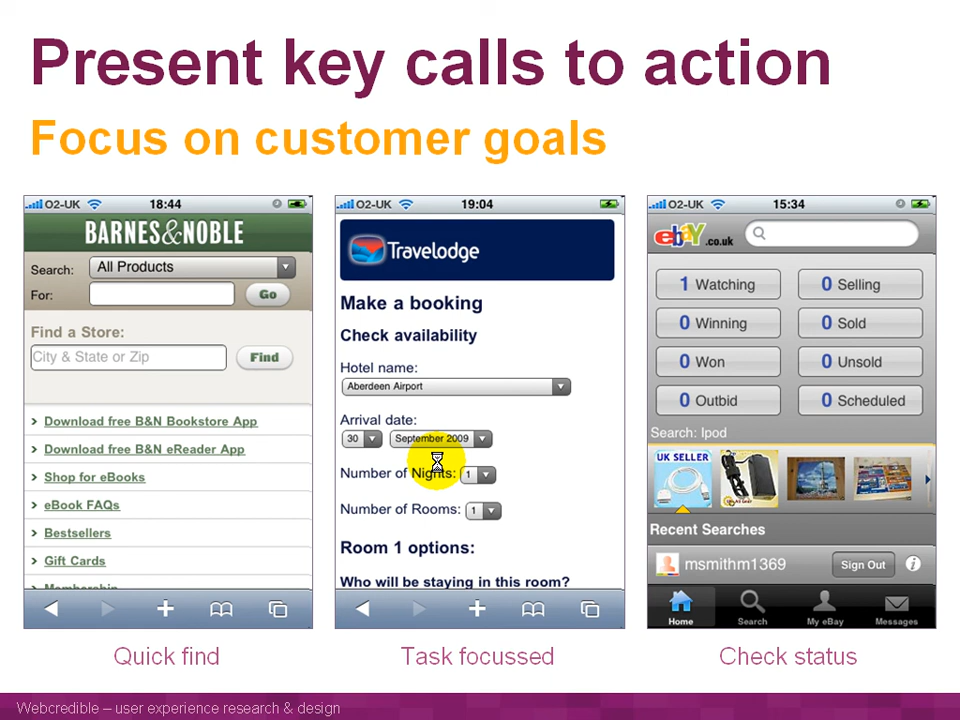 Present key calls to action
Focus on customer goals
O2-UK 18:44
BARNES&NOBLE
Search: All Products
For: Go
Find a Store:
City & State or Zip Find
> Download free B&N Bookstore App
> Download free B&N eReader App
> Shop for eBooks
> eBook FAQs
> Bestsellers
> Gift Cards
> Membership
Quick find
O2-UK 19:04
Travelodge
Make a booking
Check availability
Hotel name:
Aberdeen Airport
Arrival date:
30 September 2009
Number of Nights: 1
Number of Rooms: 1
Room 1 options:
Who will be staying in this room?
Task focussed
O2-UK 15:34
ebay.co.uk
1 Watching 0 Selling
0 Winning 0 Sold
0 Won 0 Unsold
0 Outbid 0 Scheduled
Search: Ipod
UK SELLER
Recent Searches
msmithm1369 Sign Out i
Home Search My eBay Messages
Check status
Webcredible – user experience research & design